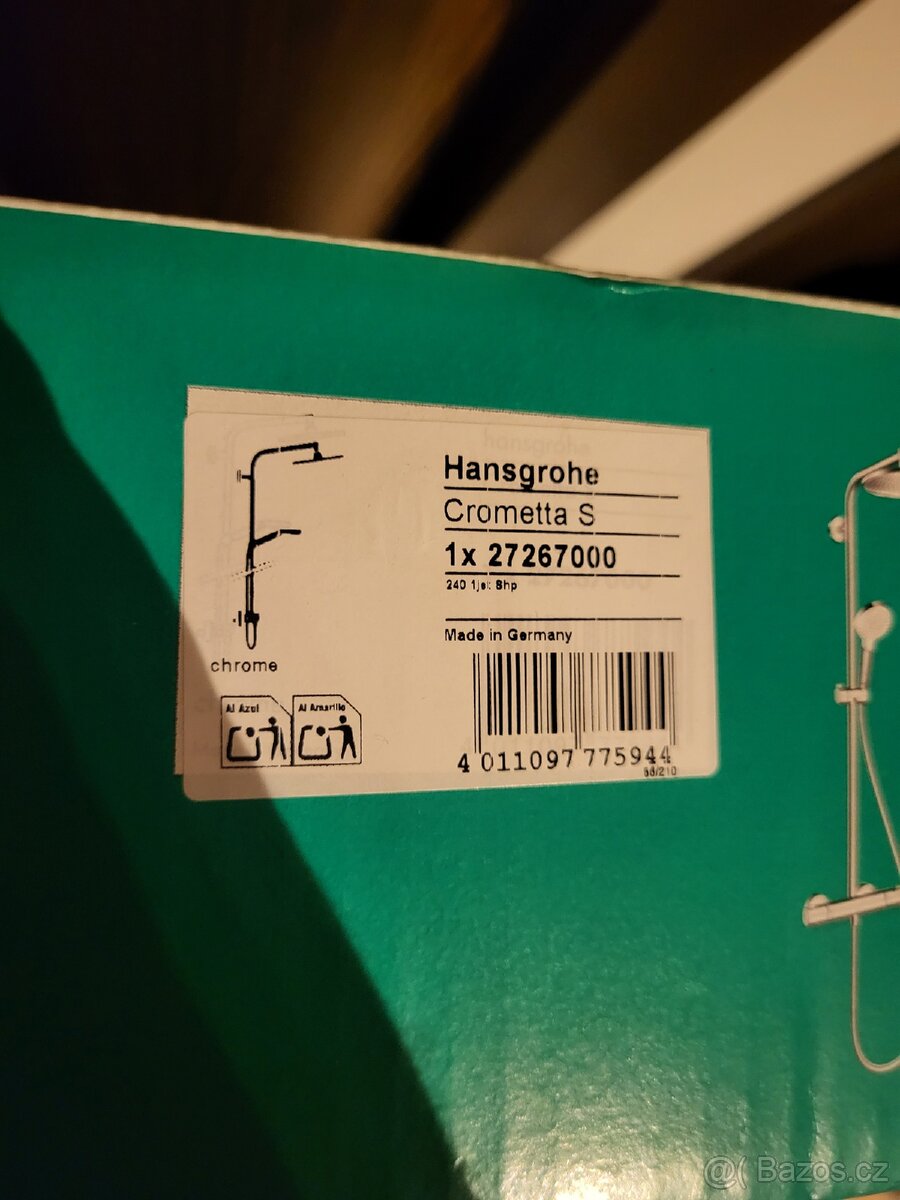 Hansgrohe
Crometta S
1x 27267000
240 1jet Shp
Made in Germany
chrome
Al Azul
Al Amarillo
4 011097 775944
@( Bazos.cz